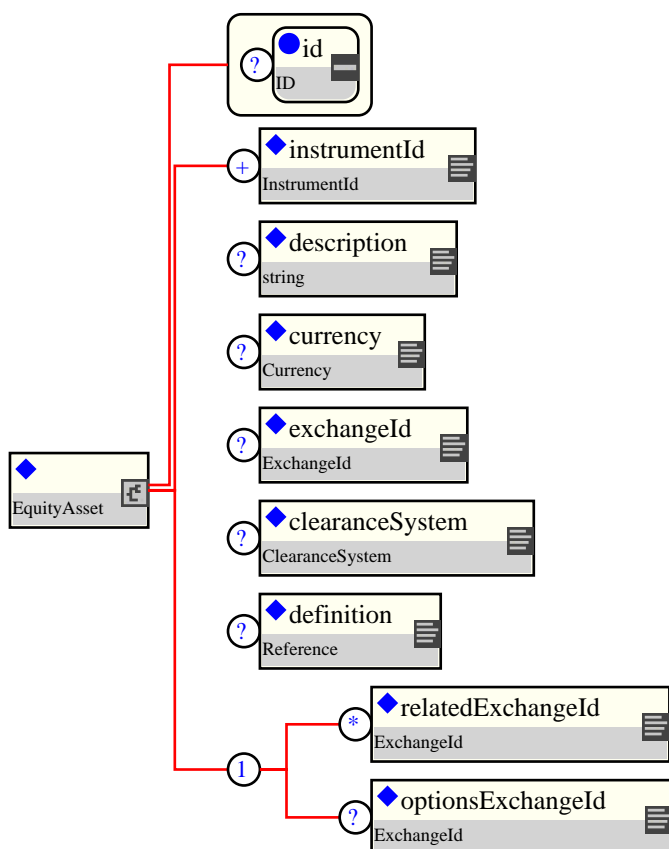 id
?
ID
instrumentId
+
InstrumentId
description
?
string
currency
?
Currency
exchangeId
?
ExchangeId
EquityAsset
clearanceSystem
?
ClearanceSystem
definition
?
Reference
relatedExchangeId
*
ExchangeId
1
optionsExchangeId
?
ExchangeId